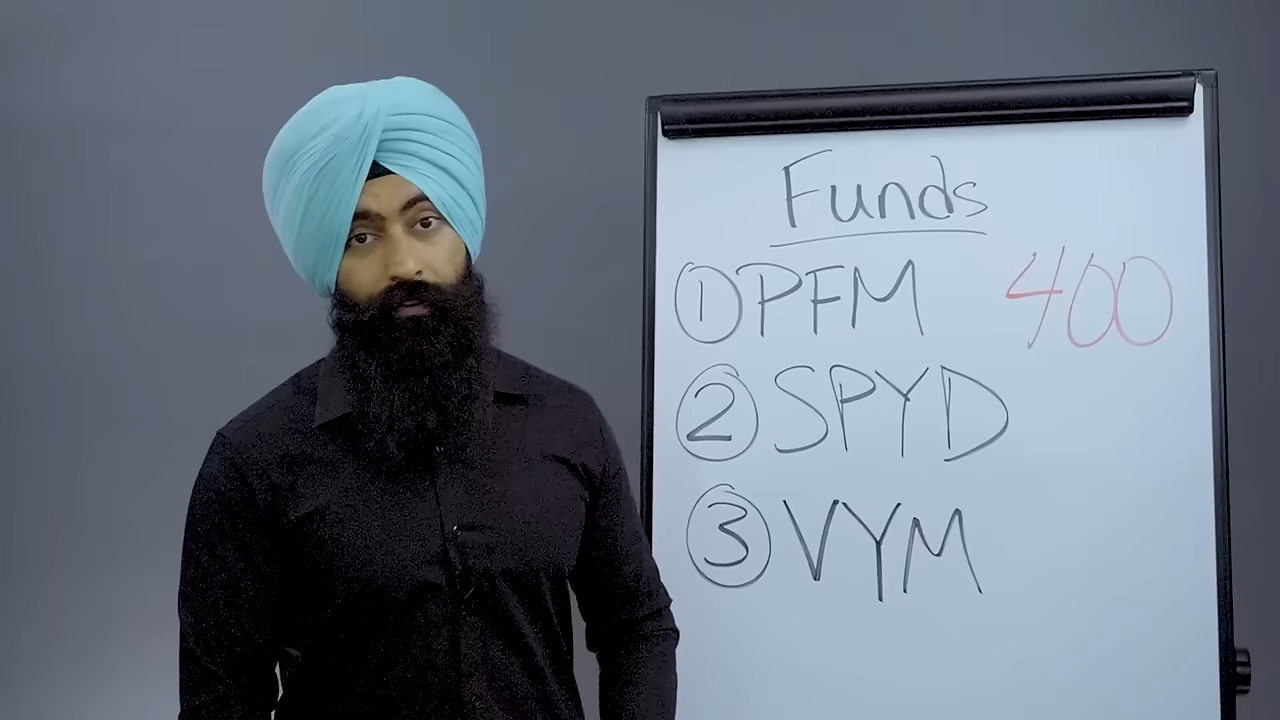 Funds
① PFM 400
② SPYD
③ VYM